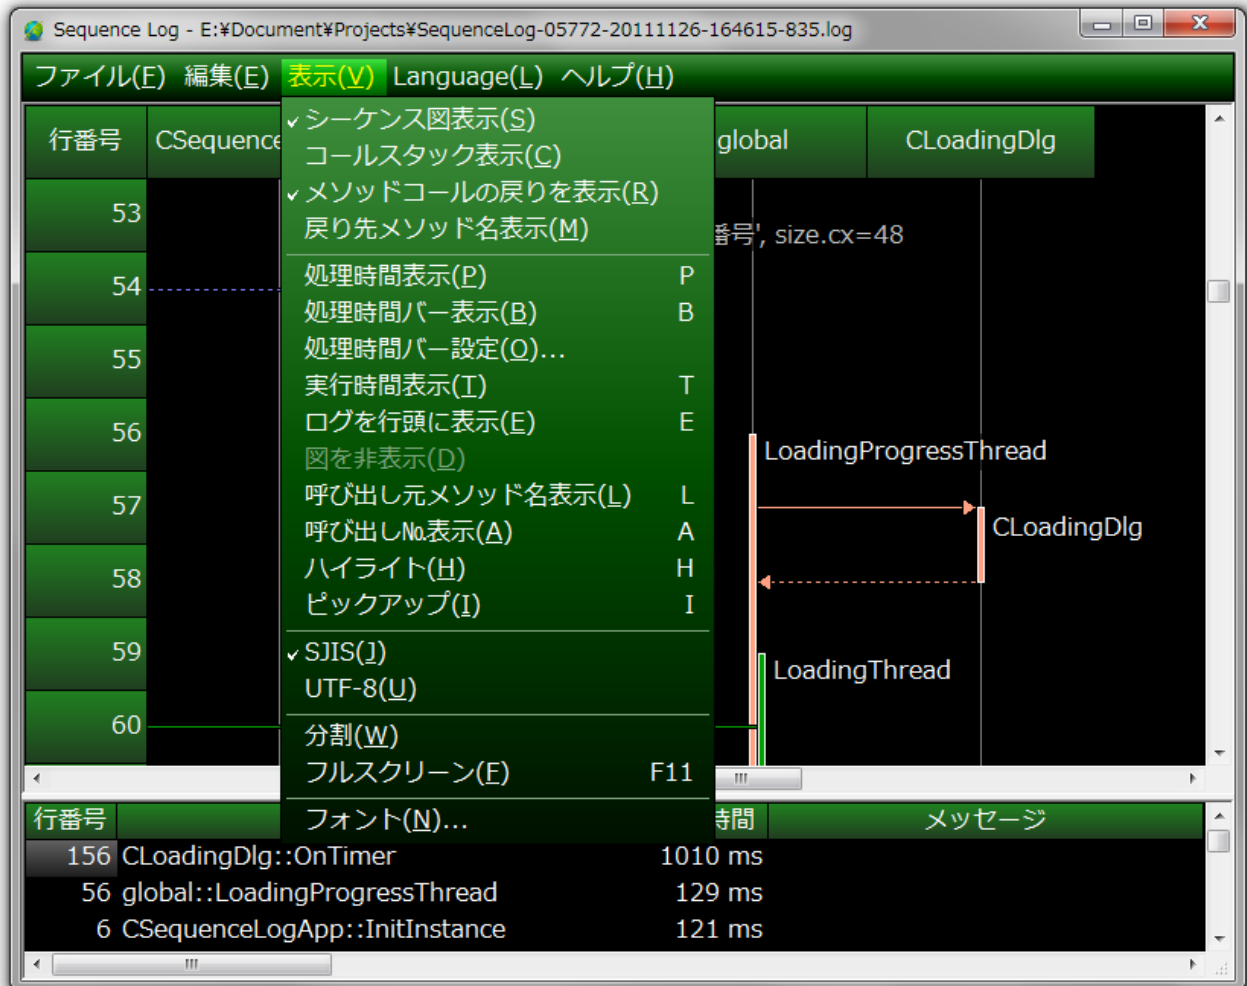 Sequence Log - E:¥Document¥Projects¥SequenceLog-05772-20111126-164615-835.log
ファイル(F) 編集(E) 表示(V) Language(L) ヘルプ(H)
行番号 CSequence global CLoadingDlg
シーケンス図表示(S)
コールスタック表示(C)
メソッドコールの戻りを表示(R)
戻り先メソッド名表示(M)
処理時間表示(P) P
処理時間バー表示(B) B
処理時間バー設定(O)...
実行時間表示(T) T
ログを行頭に表示(E) E
図を非表示(D)
呼び出し元メソッド名表示(L) L
呼び出し№表示(A) A
ハイライト(H) H
ピックアップ(I) I
SJIS(J)
UTF-8(U)
分割(W)
フルスクリーン(F) F11
フォント(N)...
53
番号', size.cx=48
54
55
56
LoadingProgressThread
57
CLoadingDlg
58
59
LoadingThread
60
行番号 時間 メッセージ
156 CLoadingDlg::OnTimer 1010 ms
56 global::LoadingProgressThread 129 ms
6 CSequenceLogApp::InitInstance 121 ms